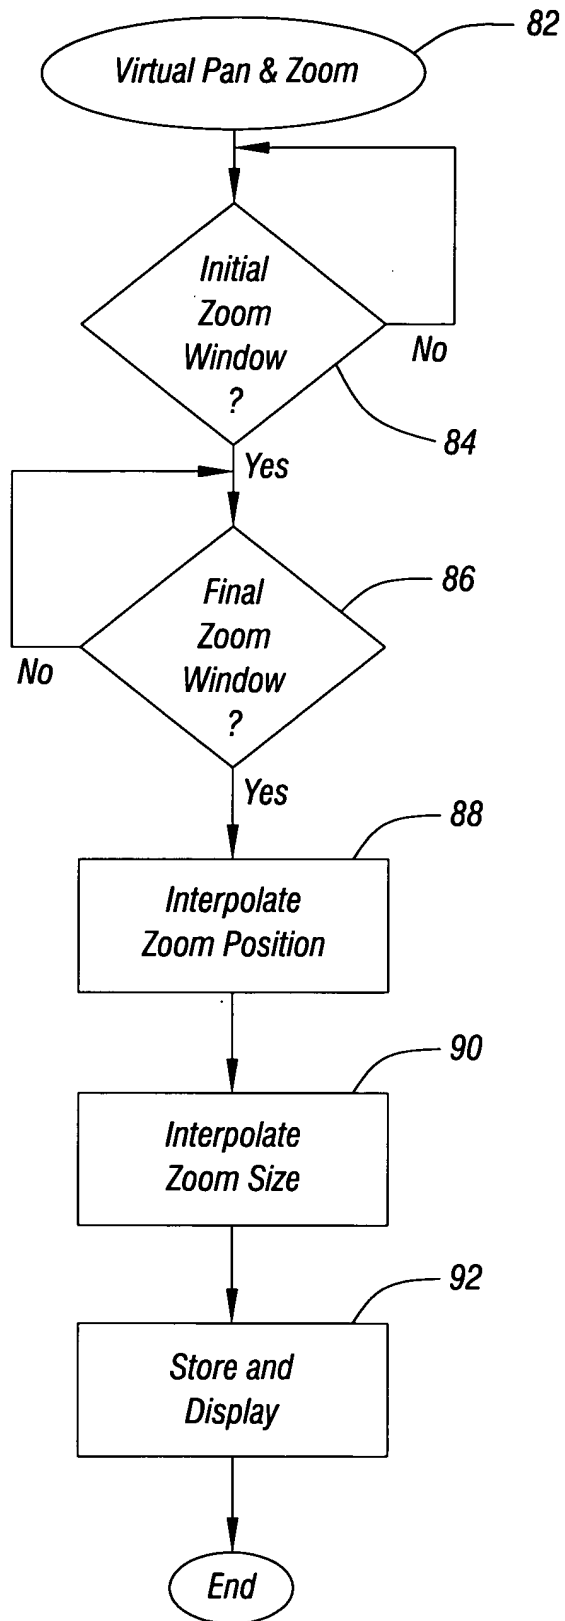 82
Virtual Pan & Zoom
Initial
Zoom
Window
?
No
84
Yes
86
Final
Zoom
Window
?
No
Yes
88
Interpolate
Zoom Position
90
Interpolate
Zoom Size
92
Store and
Display
End